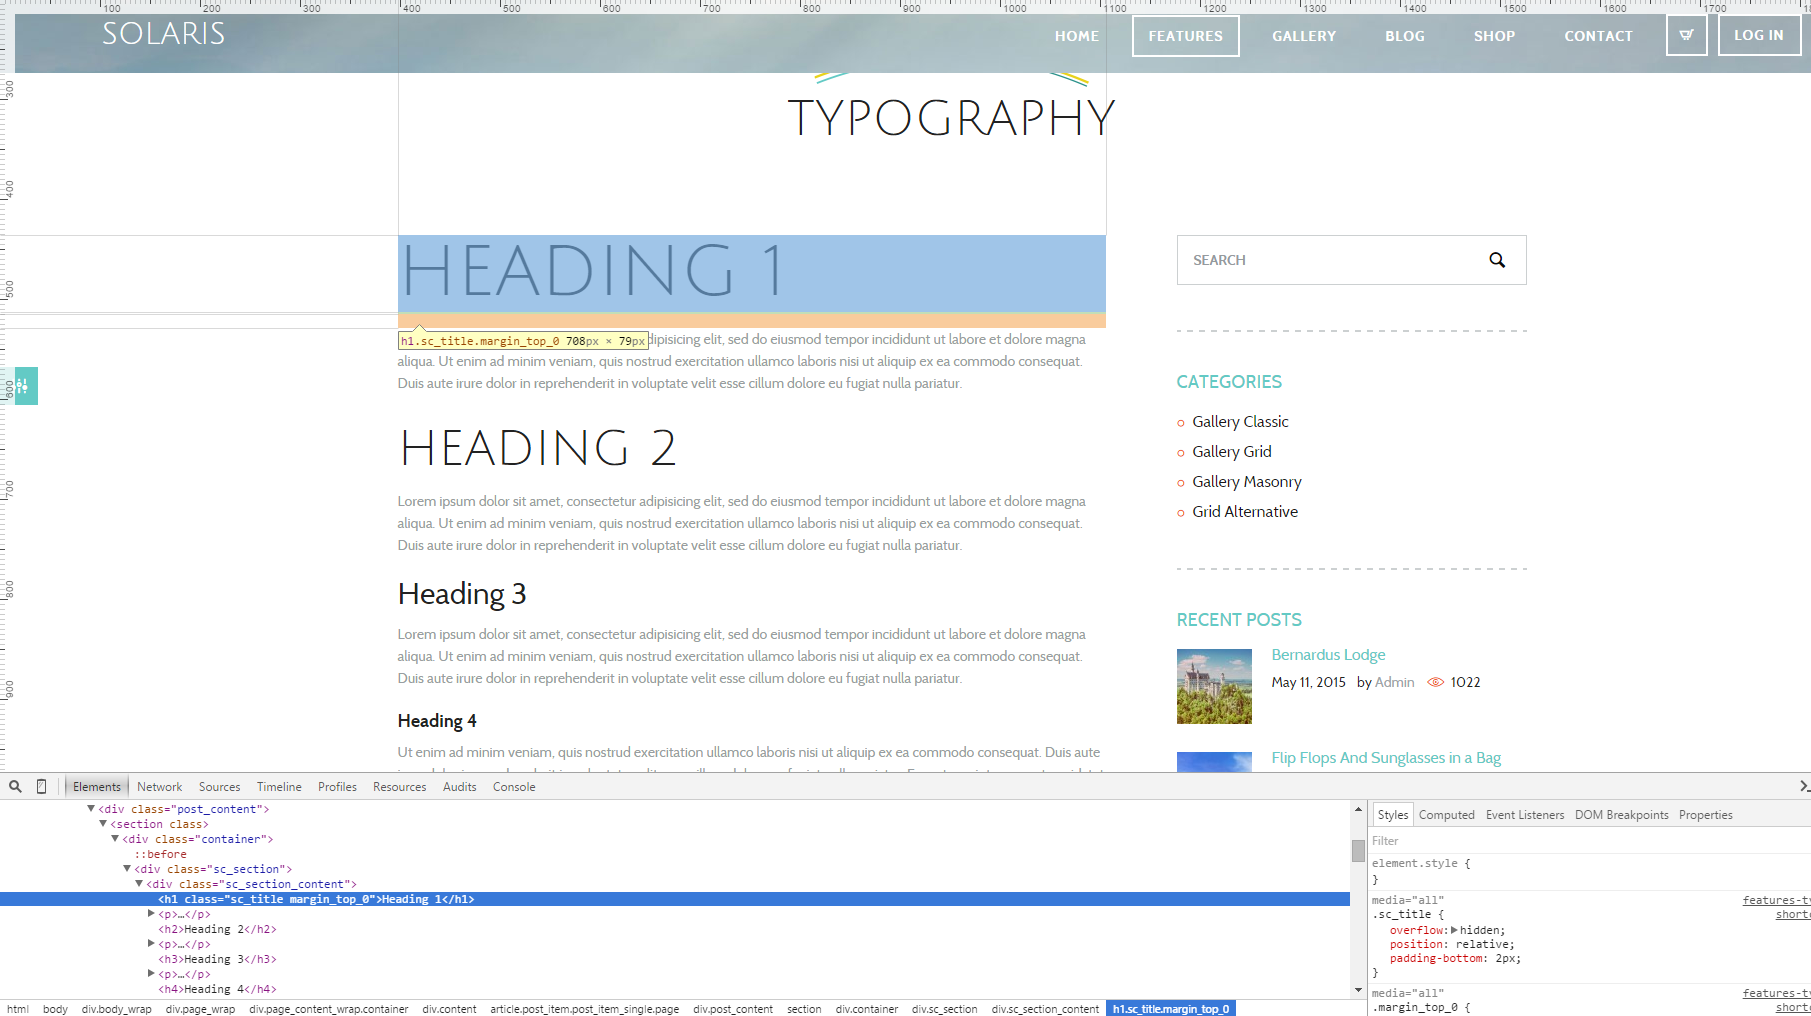 100 200 300 400 500 600 700 800 900 1000 1100 1200 1300 1400 1500 1600 1700
SOLARIS
HOME FEATURES GALLERY BLOG SHOP CONTACT LOG IN
300
400
500
600
700
800
900
TYPOGRAPHY
HEADING 1
h1.sc_title.margin_top_0 708px × 79px
dipisicing elit, sed do eiusmod tempor incididunt ut labore et dolore magna
aliqua. Ut enim ad minim veniam, quis nostrud exercitation ullamco laboris nisi ut aliquip ex ea commodo consequat.
Duis aute irure dolor in reprehenderit in voluptate velit esse cillum dolore eu fugiat nulla pariatur.
HEADING 2
Lorem ipsum dolor sit amet, consectetur adipisicing elit, sed do eiusmod tempor incididunt ut labore et dolore magna
aliqua. Ut enim ad minim veniam, quis nostrud exercitation ullamco laboris nisi ut aliquip ex ea commodo consequat.
Duis aute irure dolor in reprehenderit in voluptate velit esse cillum dolore eu fugiat nulla pariatur.
Heading 3
Lorem ipsum dolor sit amet, consectetur adipisicing elit, sed do eiusmod tempor incididunt ut labore et dolore magna
aliqua. Ut enim ad minim veniam, quis nostrud exercitation ullamco laboris nisi ut aliquip ex ea commodo consequat.
Duis aute irure dolor in reprehenderit in voluptate velit esse cillum dolore eu fugiat nulla pariatur.
Heading 4
Ut enim ad minim veniam, quis nostrud exercitation ullamco laboris nisi ut aliquip ex ea commodo consequat. Duis aute
SEARCH
CATEGORIES
Gallery Classic
Gallery Grid
Gallery Masonry
Grid Alternative
RECENT POSTS
Bernardus Lodge
May 11, 2015 by Admin 1022
Flip Flops And Sunglasses in a Bag
Elements Network Sources Timeline Profiles Resources Audits Console
<div class="post_content">
<section class>
<div class="container">
::before
<div class="sc_section">
<div class="sc_section_content">
<h1 class="sc_title margin_top_0">Heading 1</h1>
<p>…</p>
<h2>Heading 2</h2>
<p>…</p>
<h3>Heading 3</h3>
<p>…</p>
<h4>Heading 4</h4>
html body div.body_wrap div.page_wrap div.page_content_wrap.container div.content article.post_item.post_item_single.page div.post_content section div.container div.sc_section div.sc_section_content h1.sc_title.margin_top_0
Styles Computed Event Listeners DOM Breakpoints Properties
Filter
element.style {
}
media="all" features-ty
.sc_title { shortc
overflow: hidden;
position: relative;
padding-bottom: 2px;
}
media="all" features-ty
.margin_top_0 { shortc